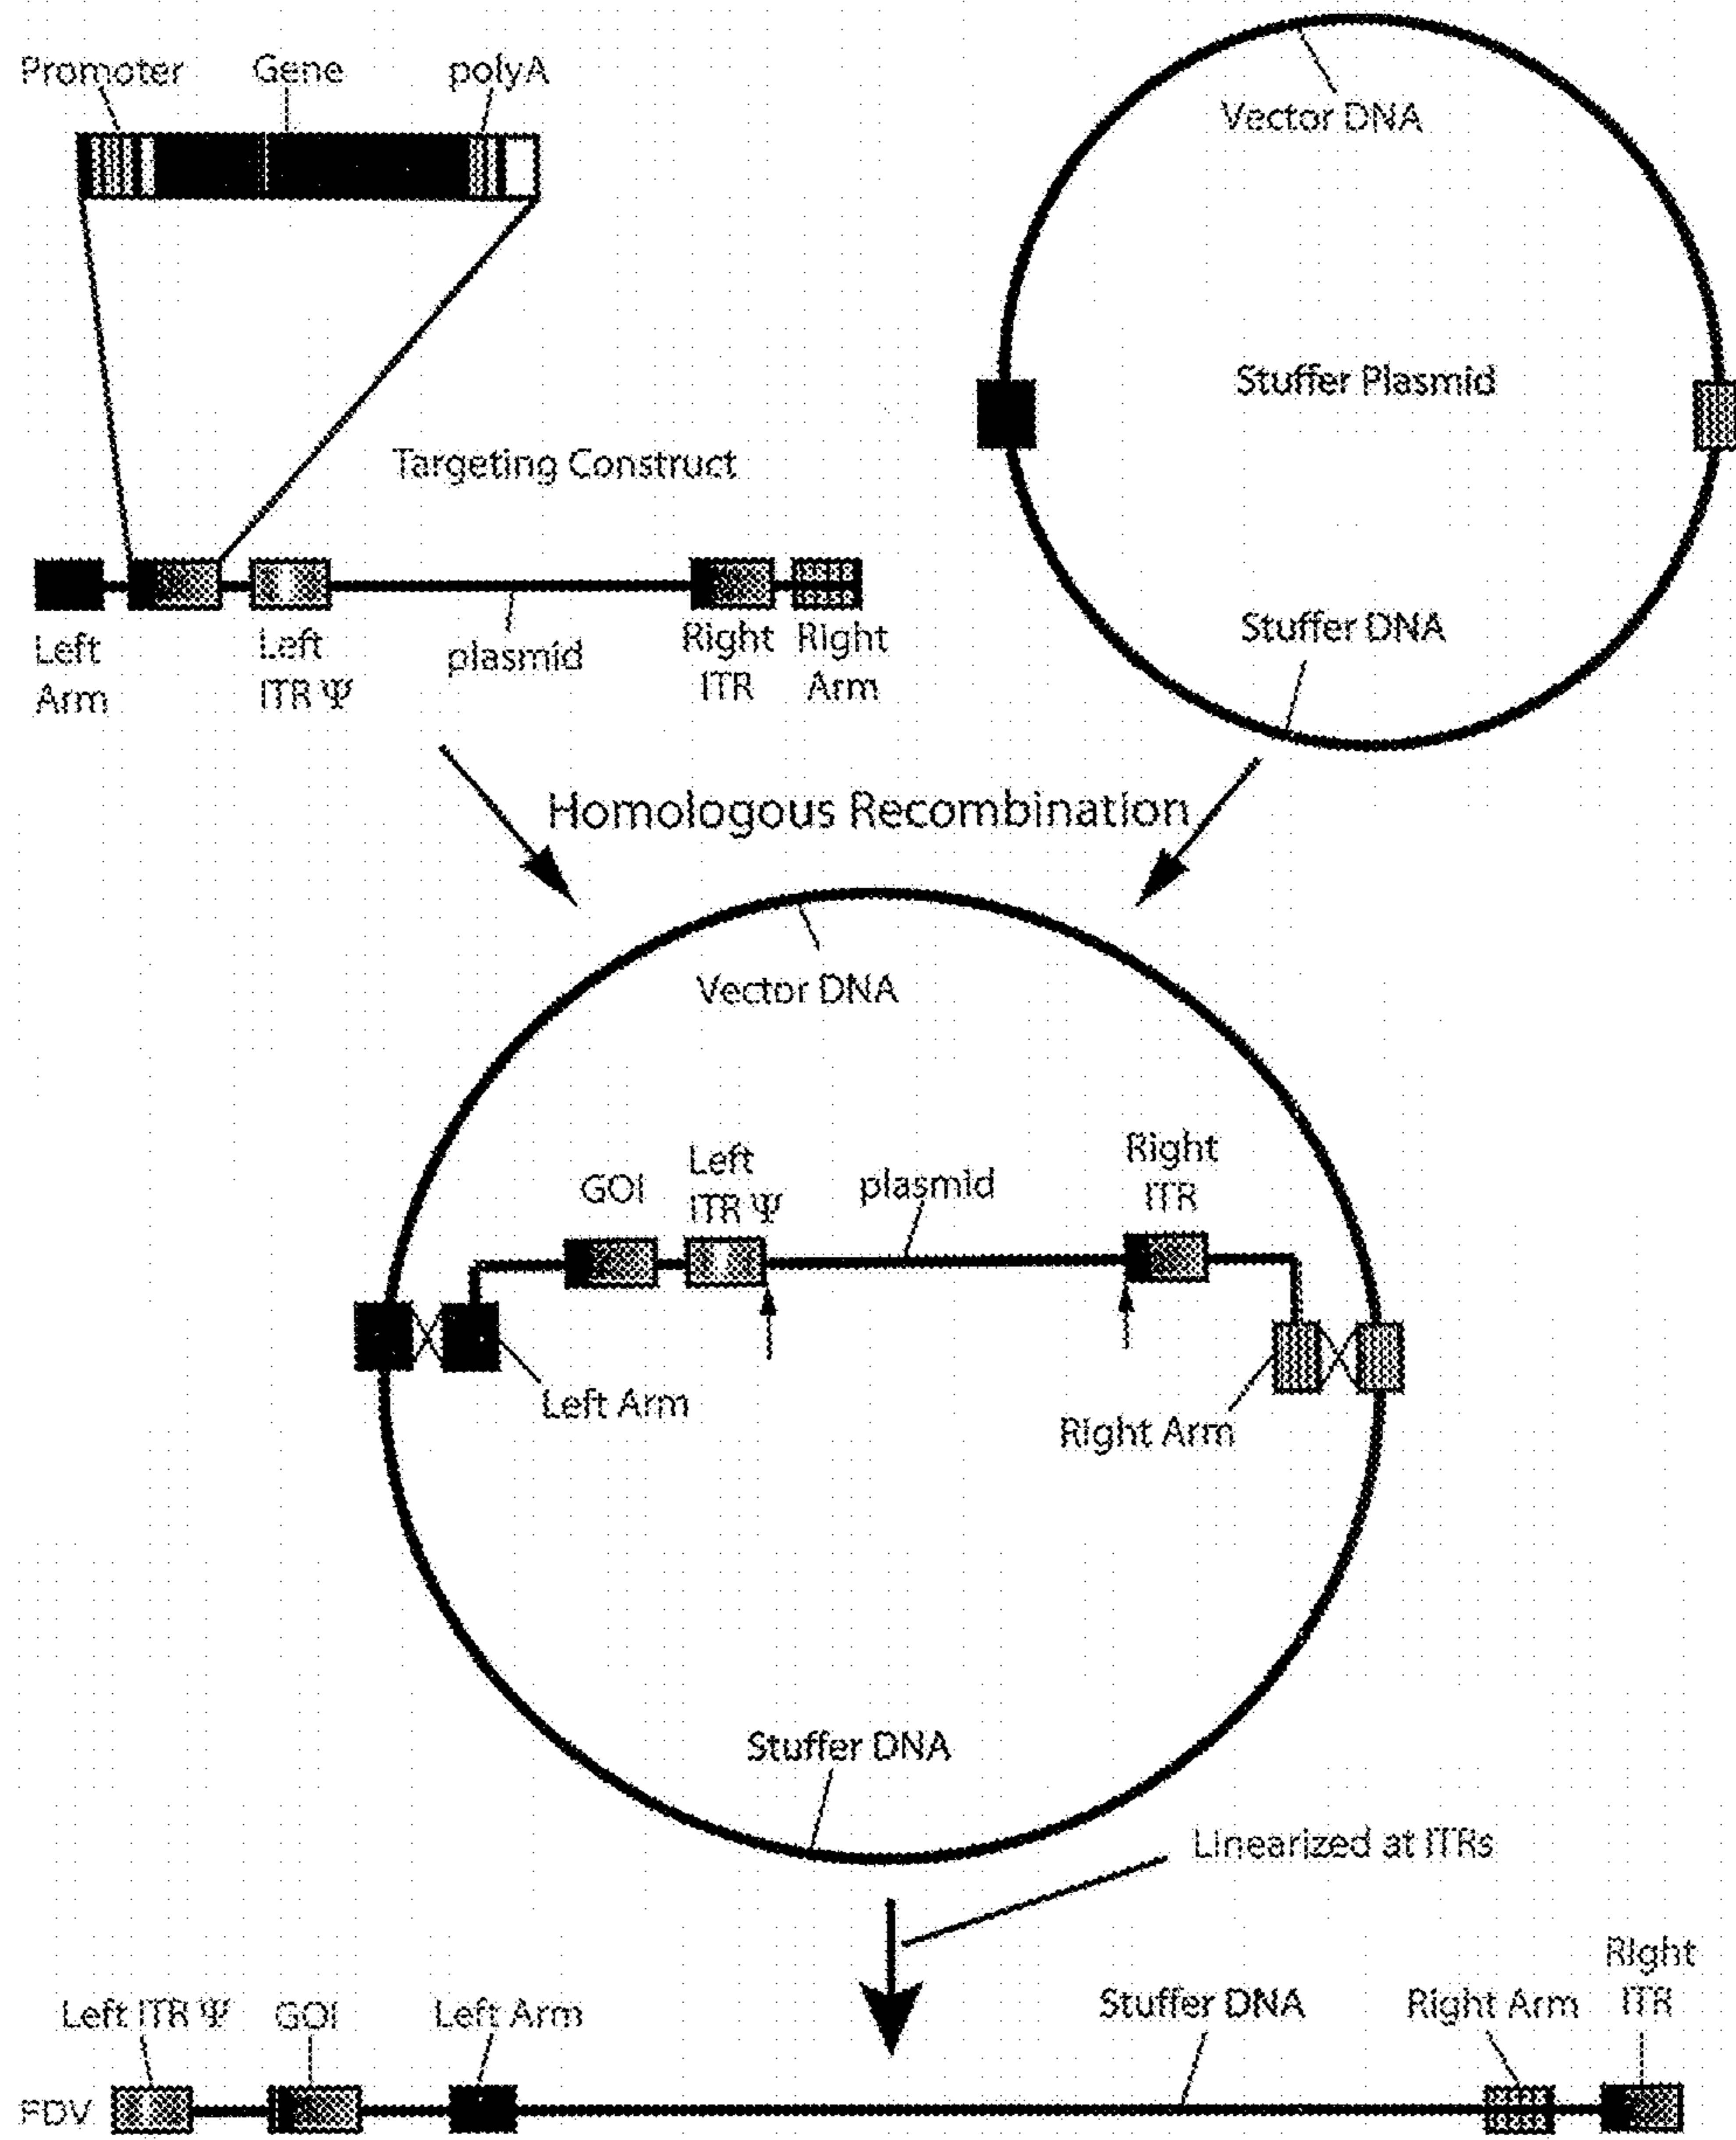 Promoter Gene polyA
Vector DNA
Stuffer Plasmid
Targeting Construct
Left
Arm
Left
ITR Ψ
plasmid
Right
ITR
Right
Arm
Stuffer DNA
Homologous Recombination
Vector DNA
GOI
Left
ITR Ψ
plasmid
Right
ITR
Left Arm
Right Arm
Stuffer DNA
Linearized at ITRs
Left ITR Ψ
GOI
Left Arm
Stuffer DNA
Right Arm
Right
ITR
FDV